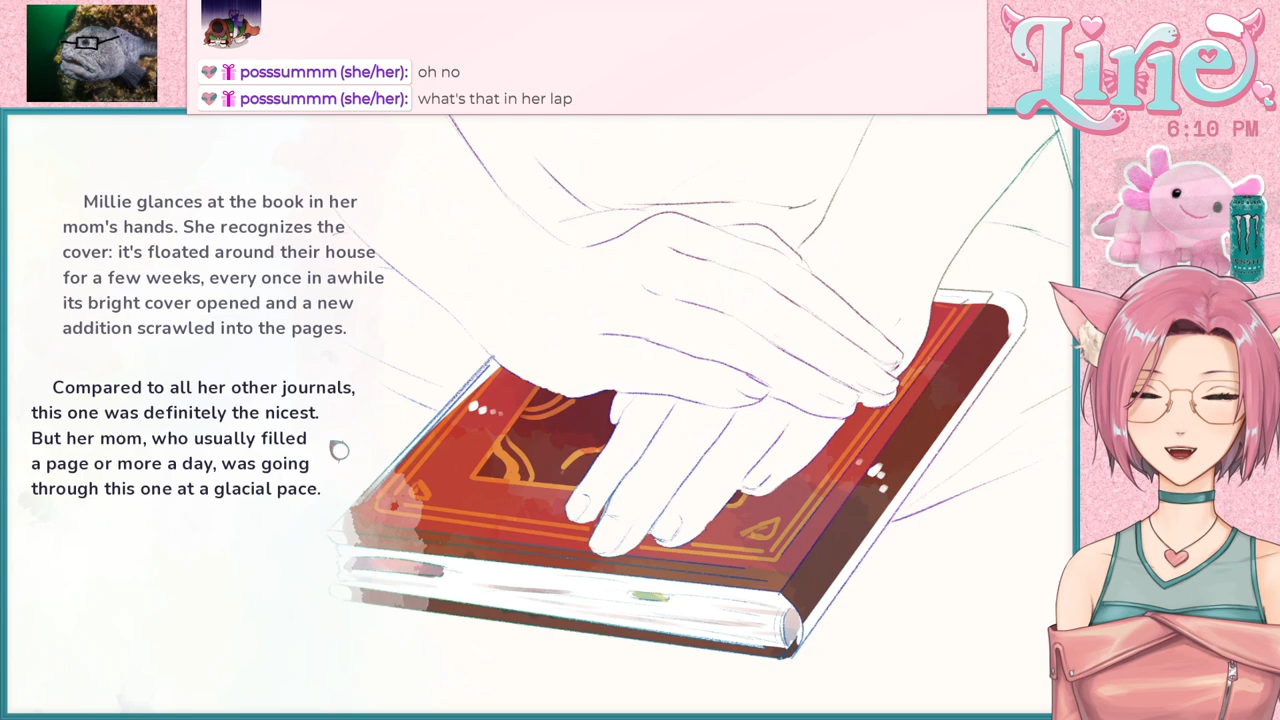 posssummm (she/her): oh no
posssummm (she/her): what's that in her lap
Lirie
6:10 PM
Millie glances at the book in her
mom's hands. She recognizes the
cover: it's floated around their house
for a few weeks, every once in awhile
its bright cover opened and a new
addition scrawled into the pages.
Compared to all her other journals,
this one was definitely the nicest.
But her mom, who usually filled
a page or more a day, was going
through this one at a glacial pace.